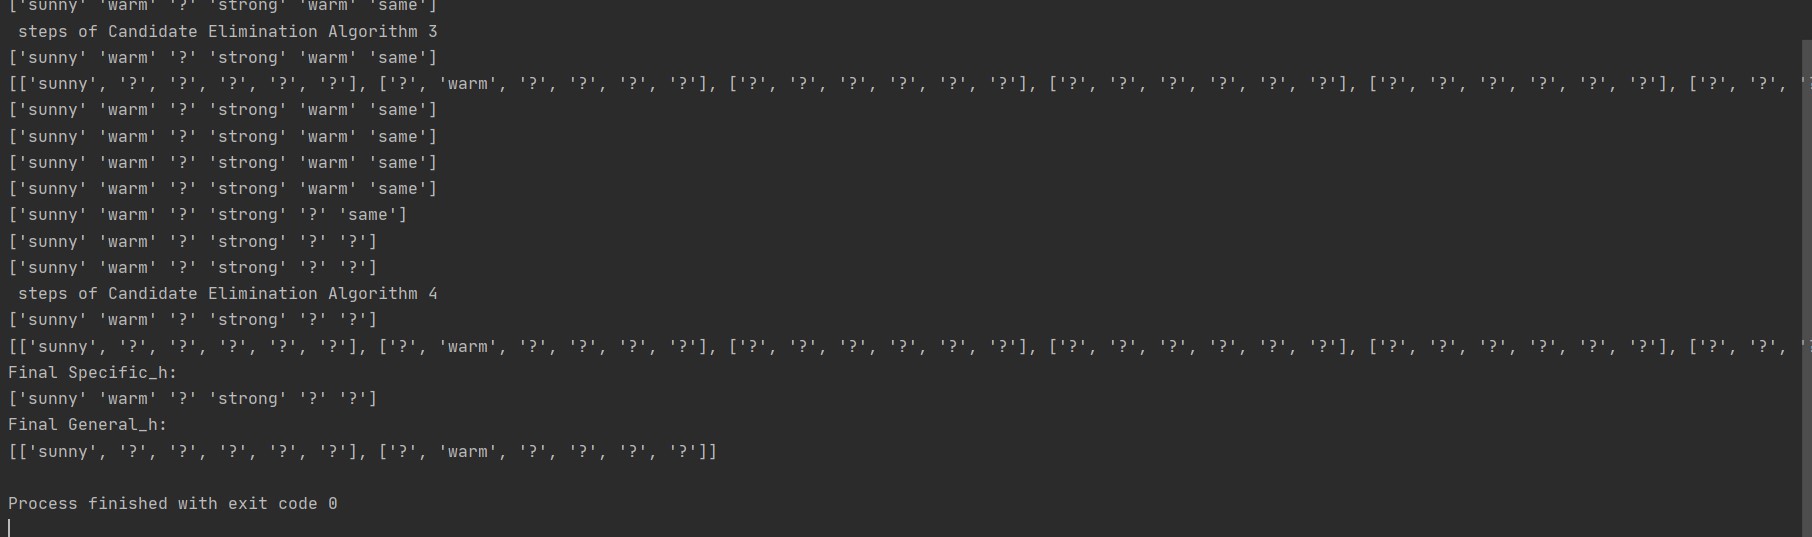 ['sunny' 'warm' '?' 'strong' 'warm' 'same']
 steps of Candidate Elimination Algorithm 3
['sunny' 'warm' '?' 'strong' 'warm' 'same']
[['sunny', '?', '?', '?', '?', '?'], ['?', 'warm', '?', '?', '?', '?'], ['?', '?', '?', '?', '?', '?'], ['?', '?', '?', '?', '?', '?'], ['?', '?', '?', '?', '?', '?'], ['?', '?',
['sunny' 'warm' '?' 'strong' 'warm' 'same']
['sunny' 'warm' '?' 'strong' 'warm' 'same']
['sunny' 'warm' '?' 'strong' 'warm' 'same']
['sunny' 'warm' '?' 'strong' 'warm' 'same']
['sunny' 'warm' '?' 'strong' '?' 'same']
['sunny' 'warm' '?' 'strong' '?' '?']
['sunny' 'warm' '?' 'strong' '?' '?']
 steps of Candidate Elimination Algorithm 4
['sunny' 'warm' '?' 'strong' '?' '?']
[['sunny', '?', '?', '?', '?', '?'], ['?', 'warm', '?', '?', '?', '?'], ['?', '?', '?', '?', '?', '?'], ['?', '?', '?', '?', '?', '?'], ['?', '?', '?', '?', '?', '?'], ['?', '?',
Final Specific_h:
['sunny' 'warm' '?' 'strong' '?' '?']
Final General_h:
[['sunny', '?', '?', '?', '?', '?'], ['?', 'warm', '?', '?', '?', '?']]
Process finished with exit code 0